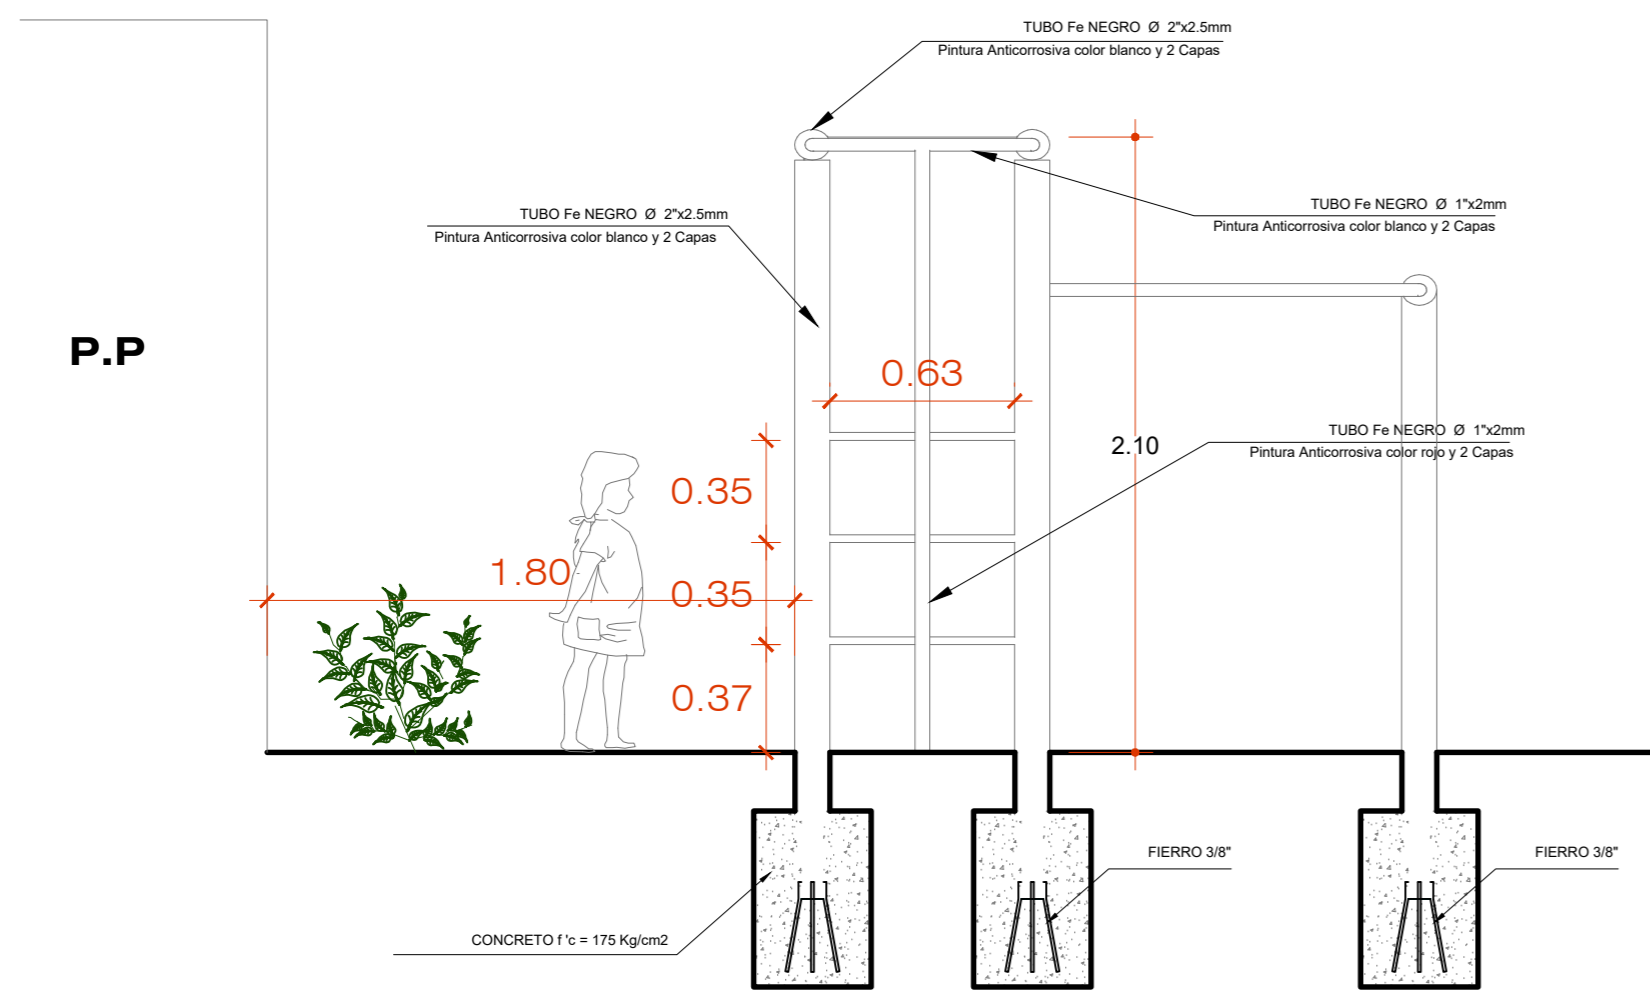 TUBO Fe NEGRO Ø 2"x2.5mm
Pintura Anticorrosiva color blanco y 2 Capas
TUBO Fe NEGRO Ø 2"x2.5mm
Pintura Anticorrosiva color blanco y 2 Capas
TUBO Fe NEGRO Ø 1"x2mm
Pintura Anticorrosiva color blanco y 2 Capas
P.P
0.63
TUBO Fe NEGRO Ø 1"x2mm
Pintura Anticorrosiva color rojo y 2 Capas
2.10
0.35
1.80
0.35
0.37
FIERRO 3/8"
FIERRO 3/8"
CONCRETO f 'c = 175 Kg/cm2